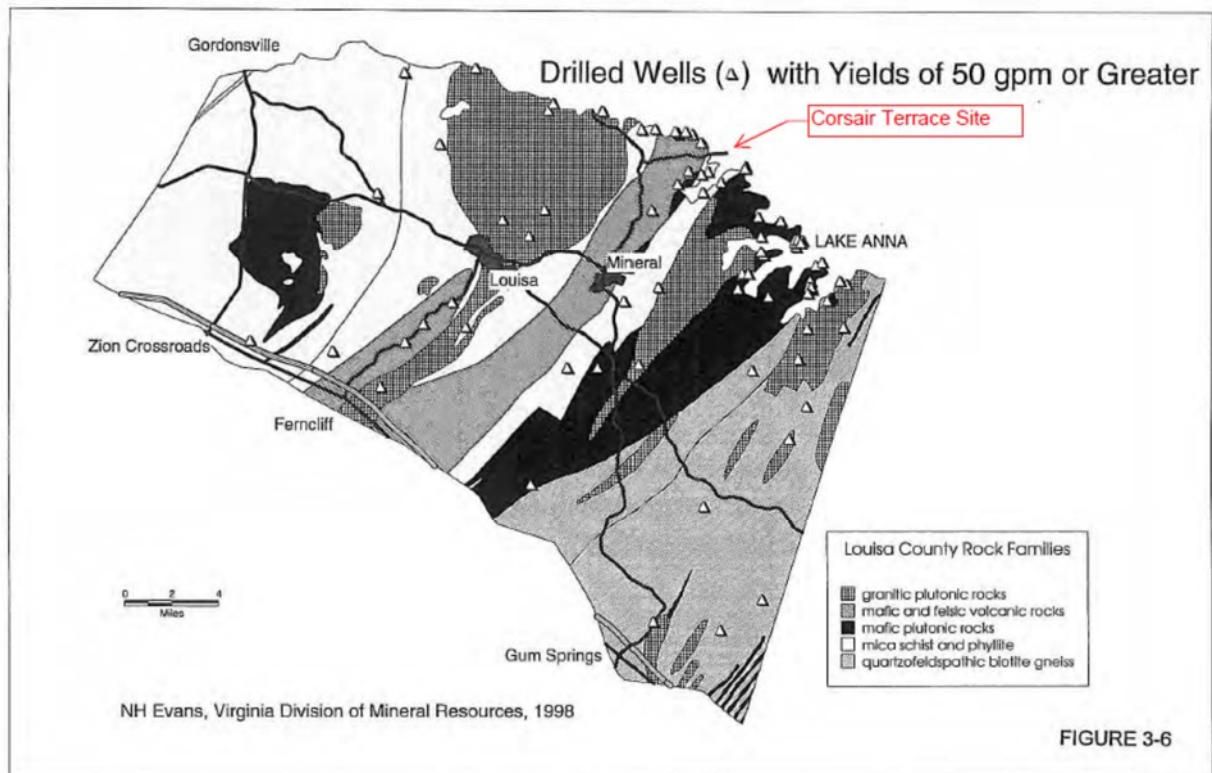 Gordonsville
Drilled Wells (△) with Yields of 50 gpm or Greater
Corsair Terrace Site
LAKE ANNA
Mineral
Louisa
Zion Crossroads
Ferncliff
Louisa County Rock Families
granitic plutonic rocks
mafic and felsic volcanic rocks
mafic plutonic rocks
mica schist and phyllite
quartzofeldspathic biotite gneiss
0 2 4
Miles
Gum Springs
NH Evans, Virginia Division of Mineral Resources, 1998
FIGURE 3-6